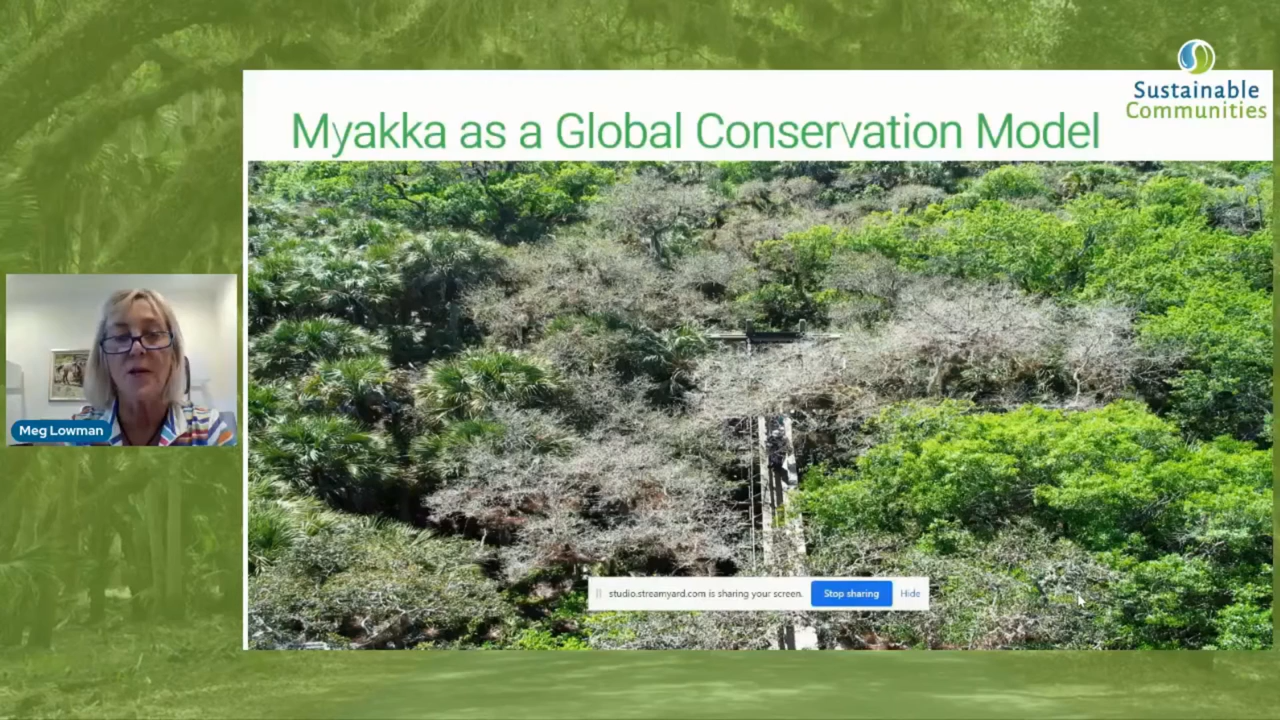 Sustainable
Communities
Myakka as a Global Conservation Model
Meg Lowman
studio.streamyard.com is sharing your screen.
Stop sharing
Hide